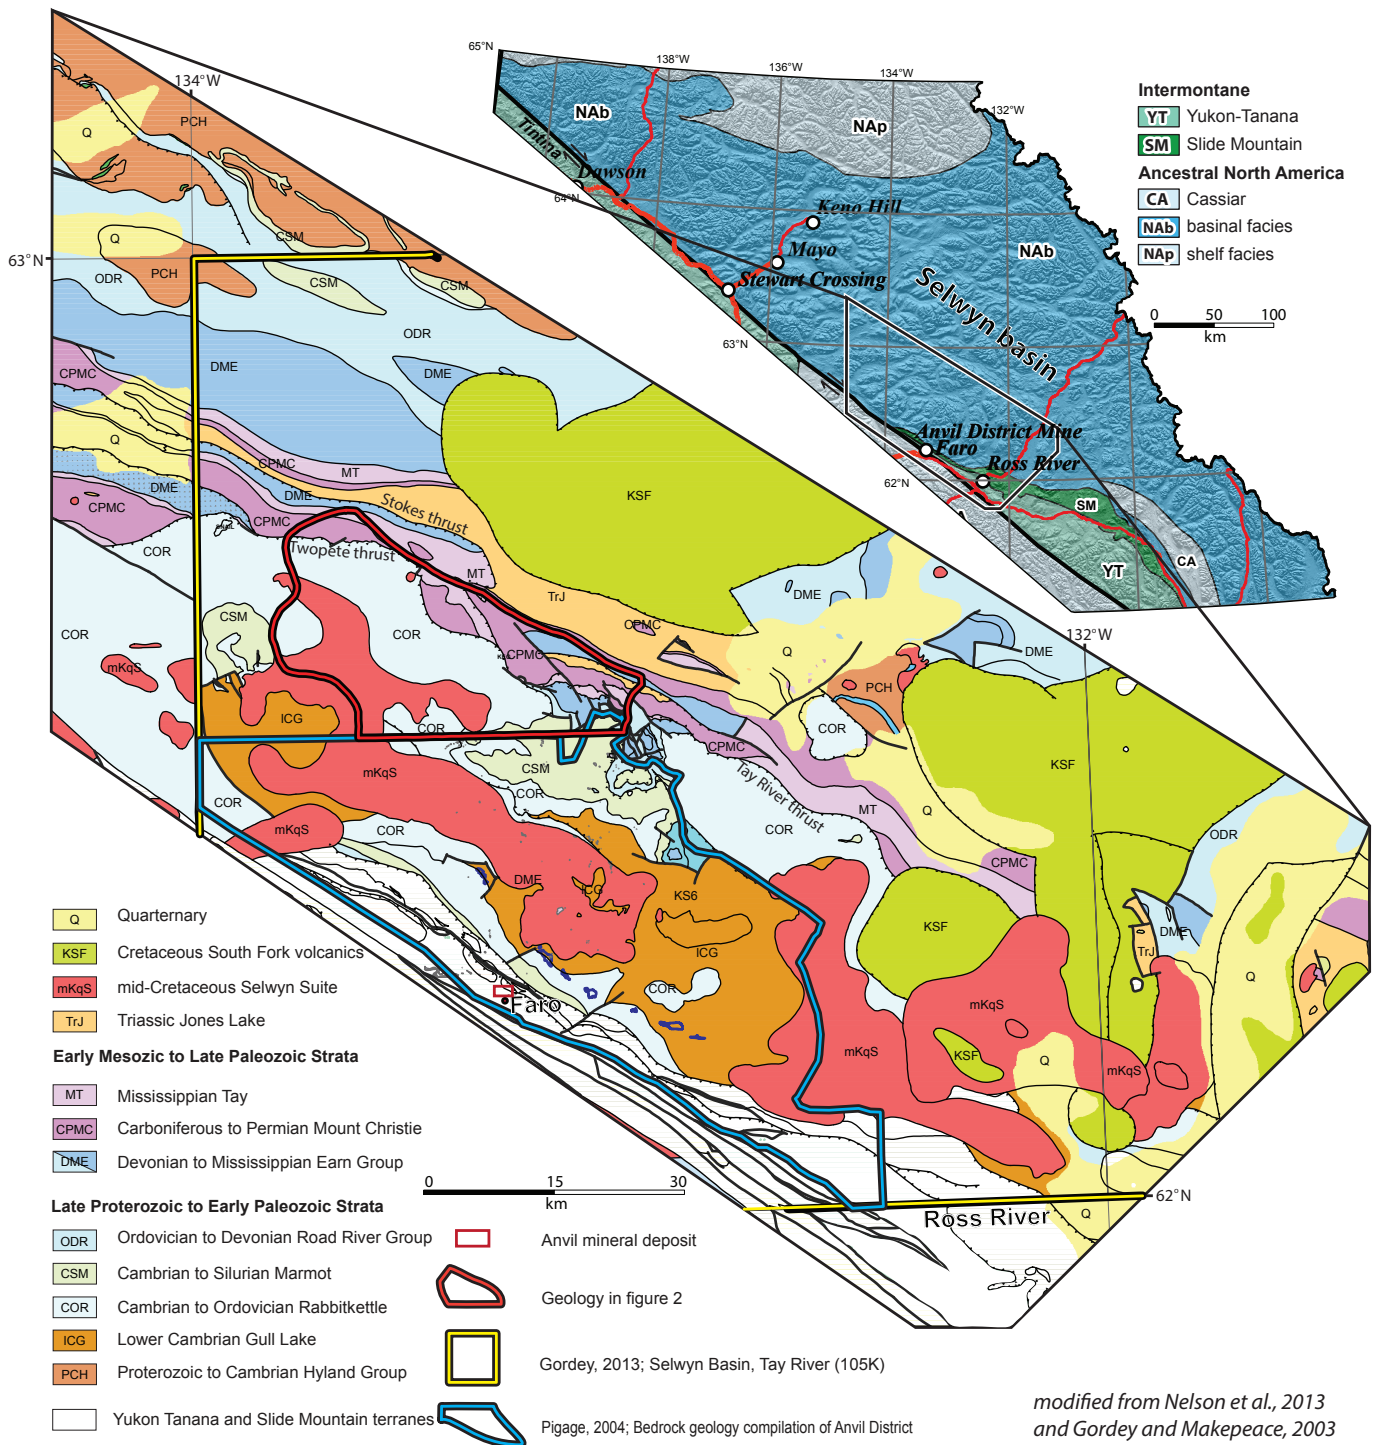 65°N
138°W
136°W
134°W
132°W
NAb
NAp
Tintina
Dawson
64°N
Keno Hill
NAb
Mayo
Stewart Crossing
Selwyn basin
63°N
Anvil District Mine
Faro
Ross River
62°N
SM
YT
CA
Intermontane
YT Yukon-Tanana
SM Slide Mountain
Ancestral North America
CA Cassiar
NAb basinal facies
NAp shelf facies
0 50 100
km
134°W
PCH
Q
CSM
Q
63°N
ODR
PCH
CSM
CSM
ODR
DME
DME
CPMC
Q
CPMC
MT
KSF
DME
DME
Stokes thrust
CPMC
CPMC
COR
Twopete thrust
MT
TrJ
DME
CPMC
132°W
DME
CSM
COR
COR
CPMC
Q
mKqS
PCH
ICG
COR
COR
CPMC
CSM
Tay River thrust
KSF
mKqS
COR
COR
MT
Q
mKqS
COR
COR
ODR
CPMC
DME
ICG
KS6
KSF
DME
ICG
TrJ
Q
COR
mKqS
Faro
mKqS
KSF
Q
mKqS
62°N
Q
Ross River
Q Quarternary
KSF Cretaceous South Fork volcanics
mKqS mid-Cretaceous Selwyn Suite
TrJ Triassic Jones Lake
Early Mesozic to Late Paleozoic Strata
MT Mississippian Tay
CPMC Carboniferous to Permian Mount Christie
DME Devonian to Mississippian Earn Group
Late Proterozoic to Early Paleozoic Strata
ODR Ordovician to Devonian Road River Group
CSM Cambrian to Silurian Marmot
COR Cambrian to Ordovician Rabbitkettle
ICG Lower Cambrian Gull Lake
PCH Proterozoic to Cambrian Hyland Group
Yukon Tanana and Slide Mountain terranes
0 15 30
km
Anvil mineral deposit
Geology in figure 2
Gordey, 2013; Selwyn Basin, Tay River (105K)
Pigage, 2004; Bedrock geology compilation of Anvil District
modified from Nelson et al., 2013
and Gordey and Makepeace, 2003